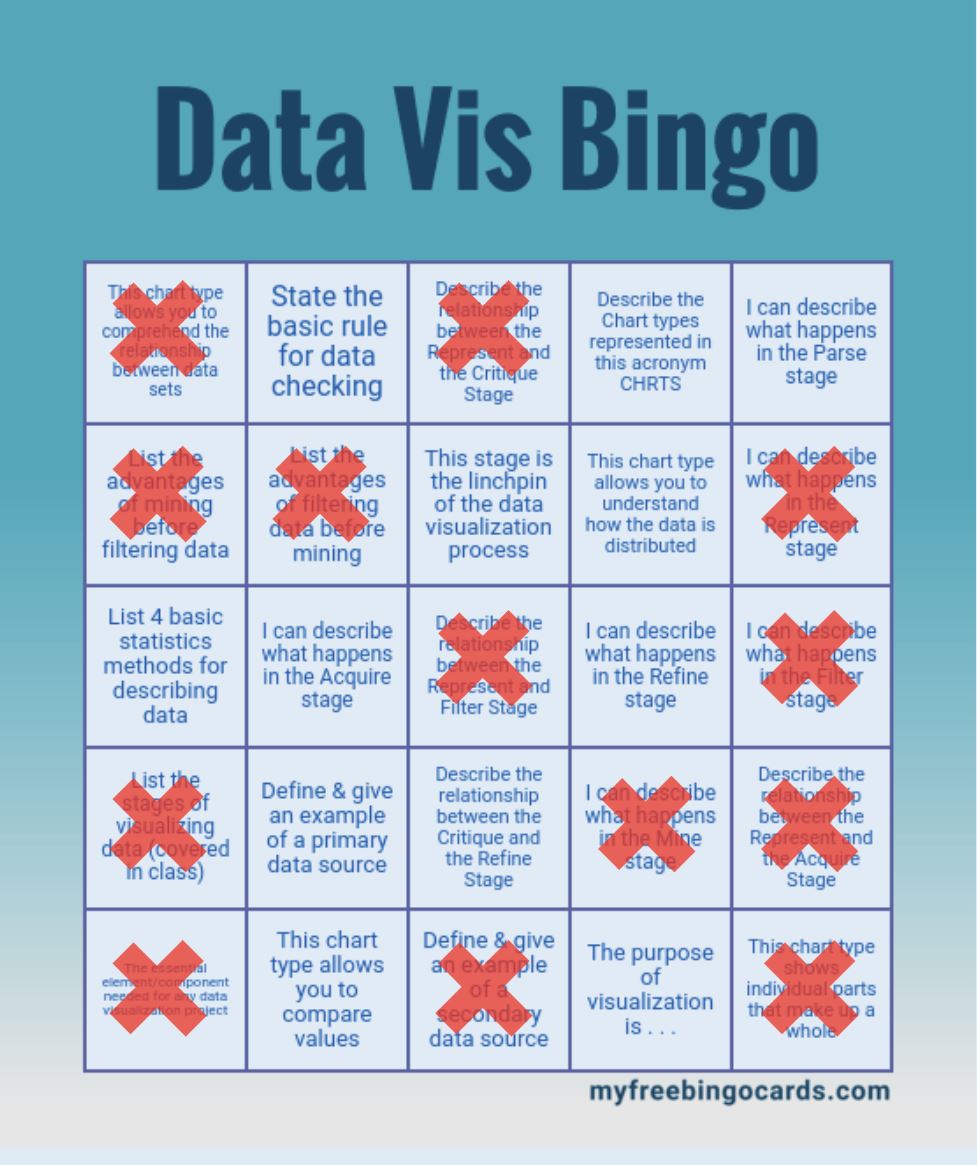 Data Vis Bingo
This chart type
allows you to
comprehend the
relationship
between data
sets
State the
basic rule
for data
checking
Describe the
relationship
between the
Represent and
the Critique
Stage
Describe the
Chart types
represented in
this acronym
CHRTS
I can describe
what happens
in the Parse
stage
List the
advantages
of mining
before
filtering data
List the
advantages
of filtering
data before
mining
This stage is
the linchpin
of the data
visualization
process
This chart type
allows you to
understand
how the data is
distributed
I can describe
what happens
in the
Represent
stage
List 4 basic
statistics
methods for
describing
data
I can describe
what happens
in the Acquire
stage
Describe the
relationship
between the
Represent and
Filter Stage
I can describe
what happens
in the Refine
stage
I can describe
what happens
in the Filter
stage
List the
stages of
visualizing
data (covered
in class)
Define & give
an example
of a primary
data source
Describe the
relationship
between the
Critique and
the Refine
Stage
I can describe
what happens
in the Mine
stage
Describe the
relationship
between the
Represent and
the Acquire
Stage
The essential
element/component
needed for any data
visualization project
This chart
type allows
you to
compare
values
Define & give
an example
of a
secondary
data source
The purpose
of
visualization
is . . .
This chart type
shows
individual parts
that make up a
whole
myfreebingocards.com